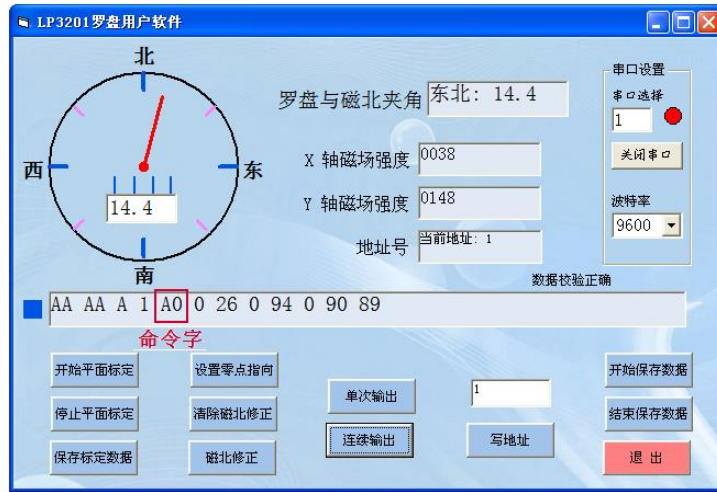 LP3201罗盘用户软件
北
西
东
南
14.4
罗盘与磁北夹角 东北: 14.4
X 轴磁场强度 0038
Y 轴磁场强度 0148
地址号 当前地址: 1
串口设置
串口选择
1
关闭串口
波特率
9600
数据校验正确
AA AA A 1 A0 0 26 0 94 0 90 89
命令字
开始平面标定
设置零点指向
单次输出
1
开始保存数据
停止平面标定
清除磁北修正
连续输出
写地址
结束保存数据
保存标定数据
磁北修正
退 出